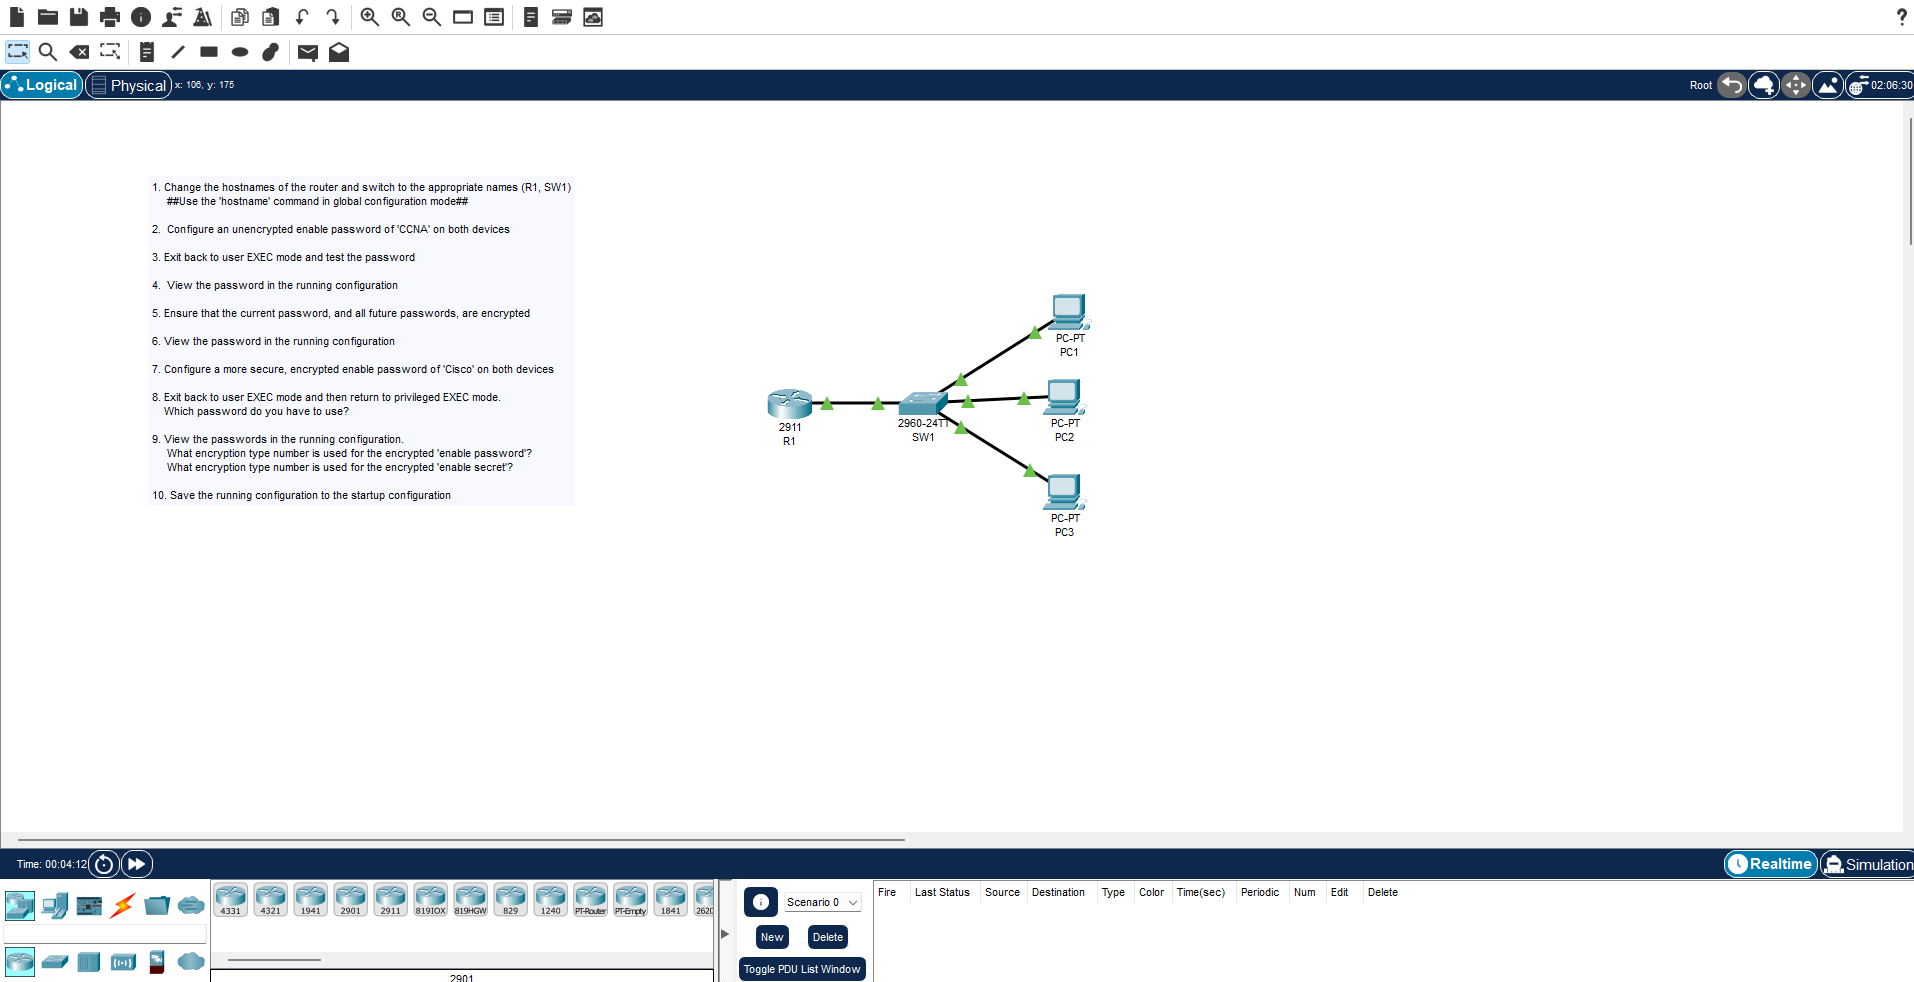 ?
Logical
Physical
x: 106, y: 175
Root
02:06:30
1. Change the hostnames of the router and switch to the appropriate names (R1, SW1)
##Use the 'hostname' command in global configuration mode##
2.  Configure an unencrypted enable password of 'CCNA' on both devices
3. Exit back to user EXEC mode and test the password
4.  View the password in the running configuration
5. Ensure that the current password, and all future passwords, are encrypted
6. View the password in the running configuration
7. Configure a more secure, encrypted enable password of 'Cisco' on both devices
8. Exit back to user EXEC mode and then return to privileged EXEC mode.
Which password do you have to use?
9. View the passwords in the running configuration.
What encryption type number is used for the encrypted 'enable password'?
What encryption type number is used for the encrypted 'enable secret'?
10. Save the running configuration to the startup configuration
PC-PT
PC1
2911
R1
2960-24TT
SW1
PC-PT
PC2
PC-PT
PC3
Time: 00:04:12
Realtime
Simulation
4331
4321
1941
2901
2911
819IOX
819HGW
829
1240
PT-Router
PT-Empty
1841
2620
2901
Scenario 0
New
Delete
Toggle PDU List Window
Fire
Last Status
Source
Destination
Type
Color
Time(sec)
Periodic
Num
Edit
Delete